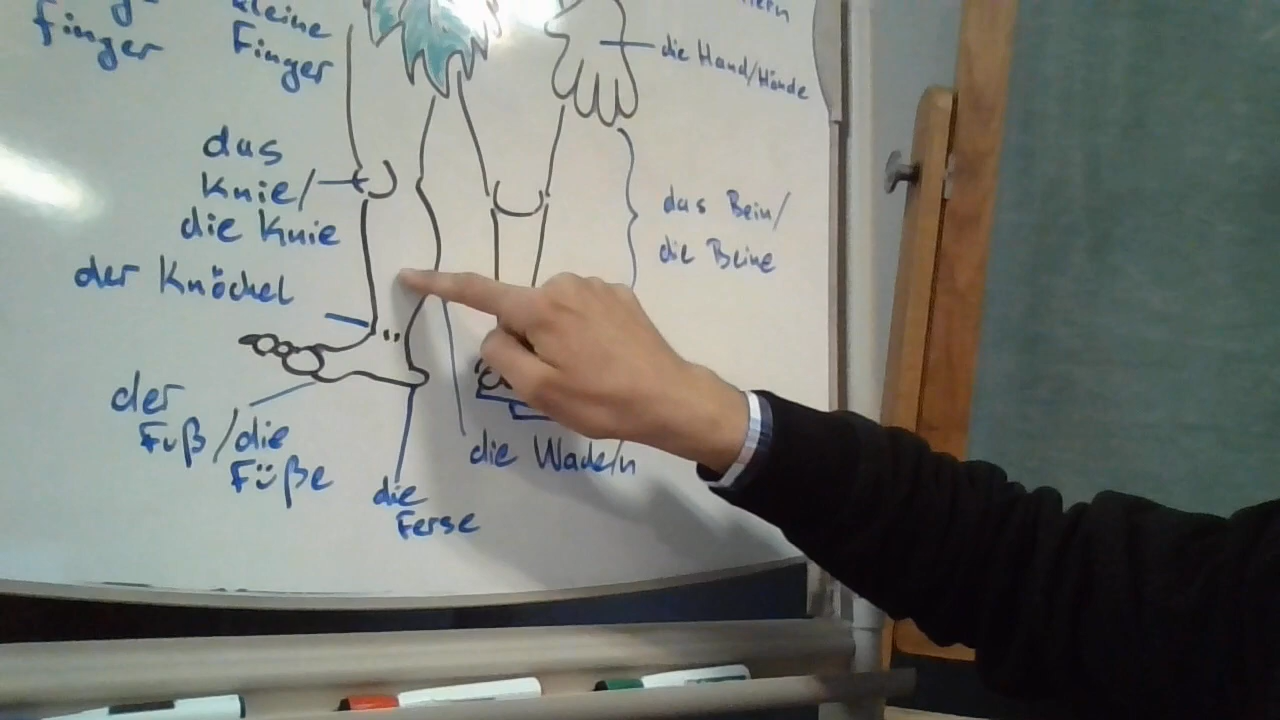 finger
kleine
Finger
die Hand/Hände
das
Knie/
die Knie
das Bein/
die Beine
der Knöchel
der
Fuß/die
Füße
die Wade/n
die
Ferse